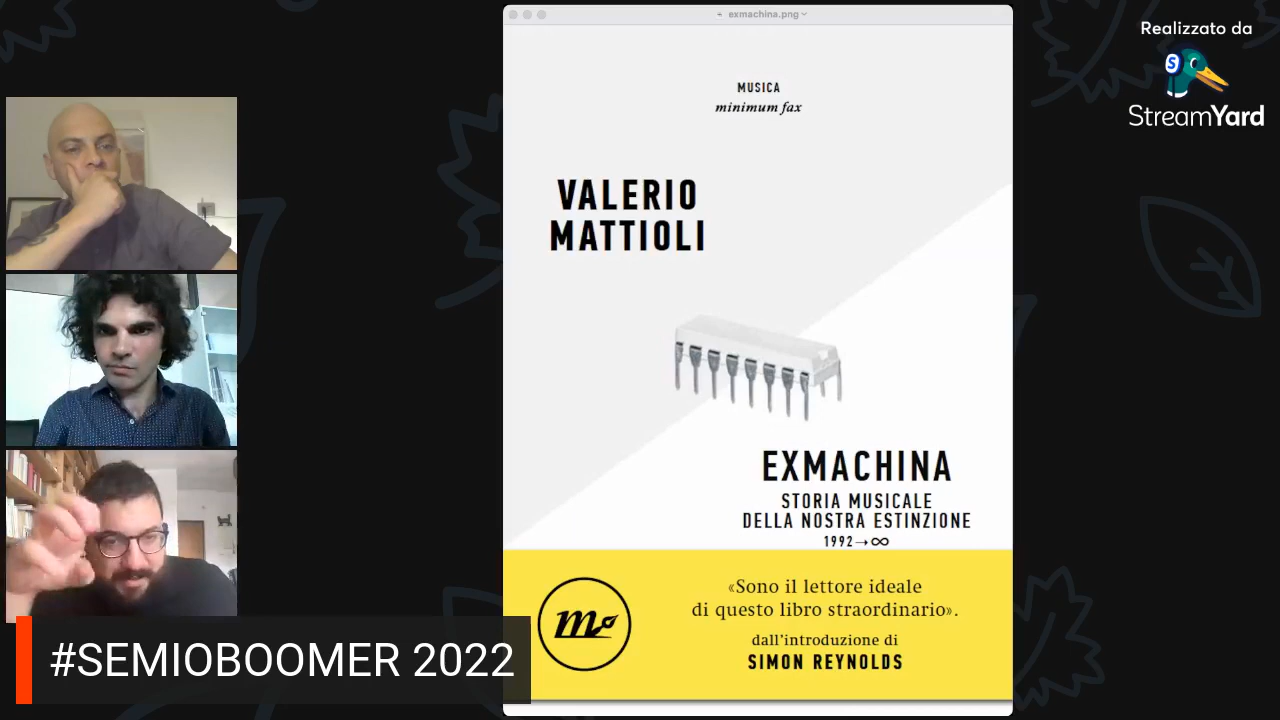 exmachina.png
Realizzato da
StreamYard
MUSICA
minimum fax
VALERIO
MATTIOLI
EXMACHINA
STORIA MUSICALE
DELLA NOSTRA ESTINZIONE
1992→∞
m
«Sono il lettore ideale
di questo libro straordinario».
dall'introduzione di
SIMON REYNOLDS
#SEMIOBOOMER 2022